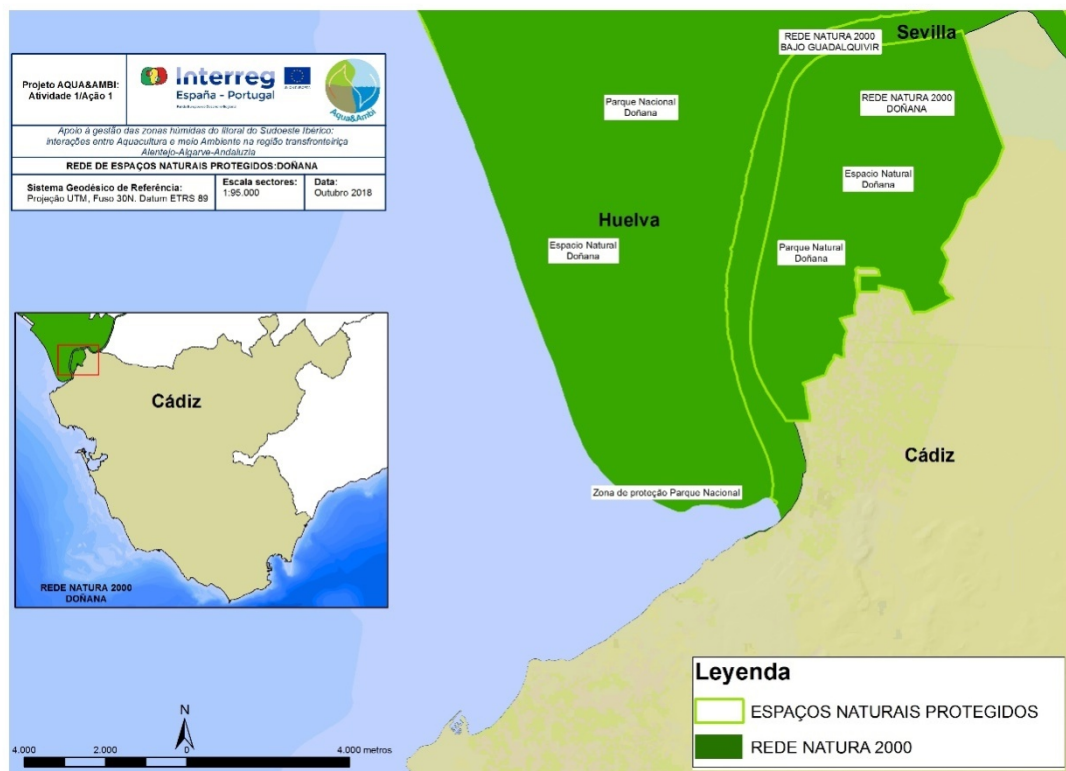 Projeto AQUA&AMBI:
Atividade 1/Ação 1
Interreg
España - Portugal
Aqua&Ambi
Apoio à gestão das zonas húmidas do litoral do Sudoeste Ibérico:
interações entre Aquacultura e meio Ambiente na região transfronteiriça
Alentejo-Algarve-Andaluzia
REDE DE ESPAÇOS NATURAIS PROTEGIDOS:DOÑANA
Sistema Geodésico de Referência:
Projeção UTM, Fuso 30N. Datum ETRS 89
Escala sectores:
1:95.000
Data:
Outubro 2018
Sevilla
REDE NATURA 2000
BAJO GUADALQUIVIR
Parque Nacional
Doñana
REDE NATURA 2000
DOÑANA
Espacio Natural
Doñana
Huelva
Espacio Natural
Doñana
Parque Natural
Doñana
Cádiz
Zona de proteção Parque Nacional
Cádiz
REDE NATURA 2000
DOÑANA
N
4.000 2.000 0 4.000 metros
Leyenda
ESPAÇOS NATURAIS PROTEGIDOS
REDE NATURA 2000